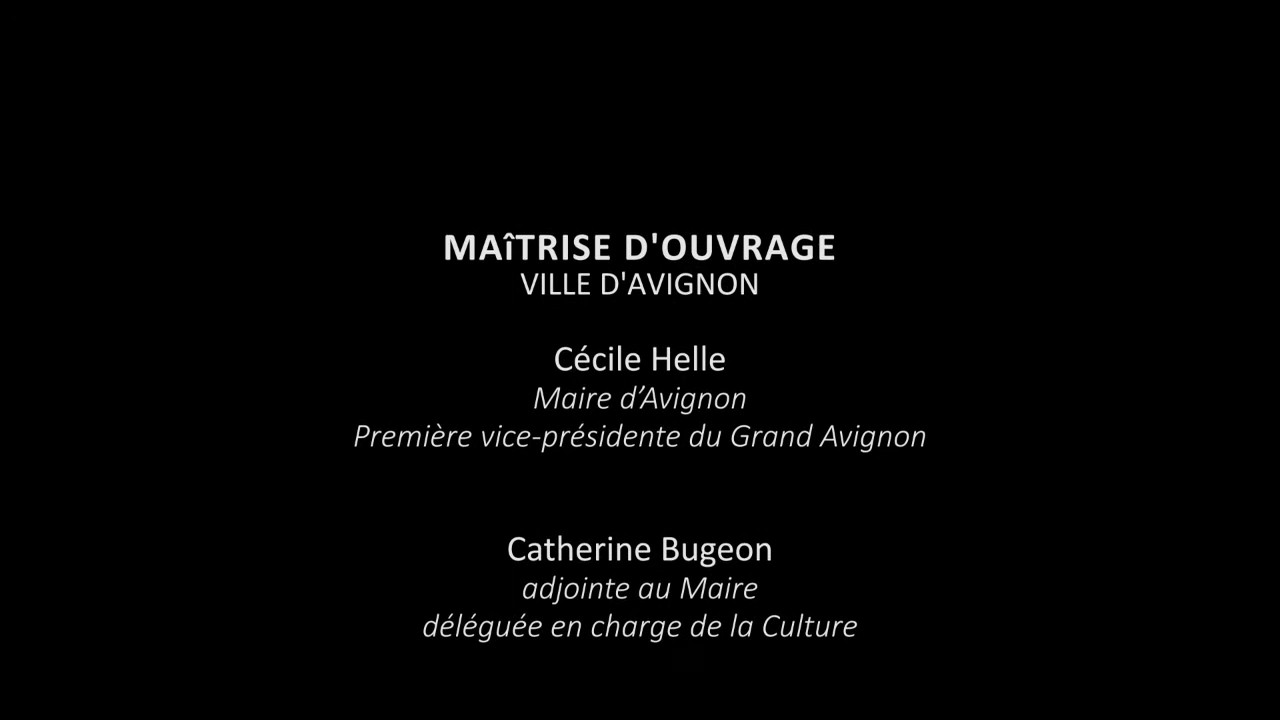 MAîTRISE D'OUVRAGE
VILLE D'AVIGNON
Cécile Helle
Maire d’Avignon
Première vice-présidente du Grand Avignon
Catherine Bugeon
adjointe au Maire
déléguée en charge de la Culture